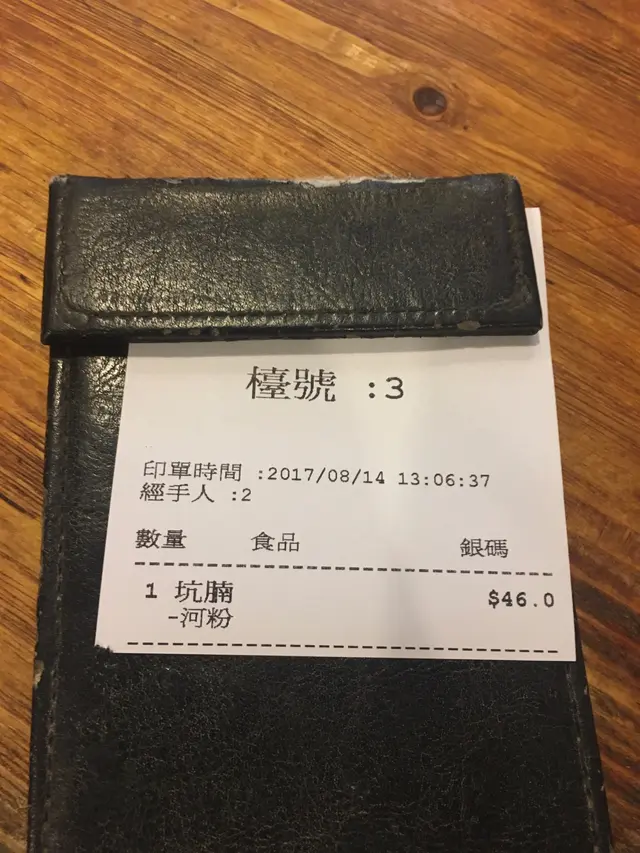 檯號 :3
印單時間 :2017/08/14 13:06:37
經手人 :2
數量 食品 銀碼
1 坑腩 $46.0
-河粉